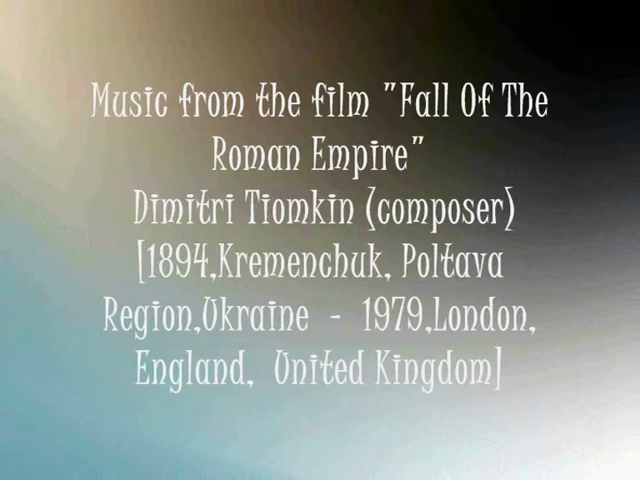 Music from the film "Fall Of The
Roman Empire"
Dimitri Tiomkin (composer)
[1894,Kremenchuk, Poltava
Region,Ukraine - 1979,London,
England, United Kingdom]